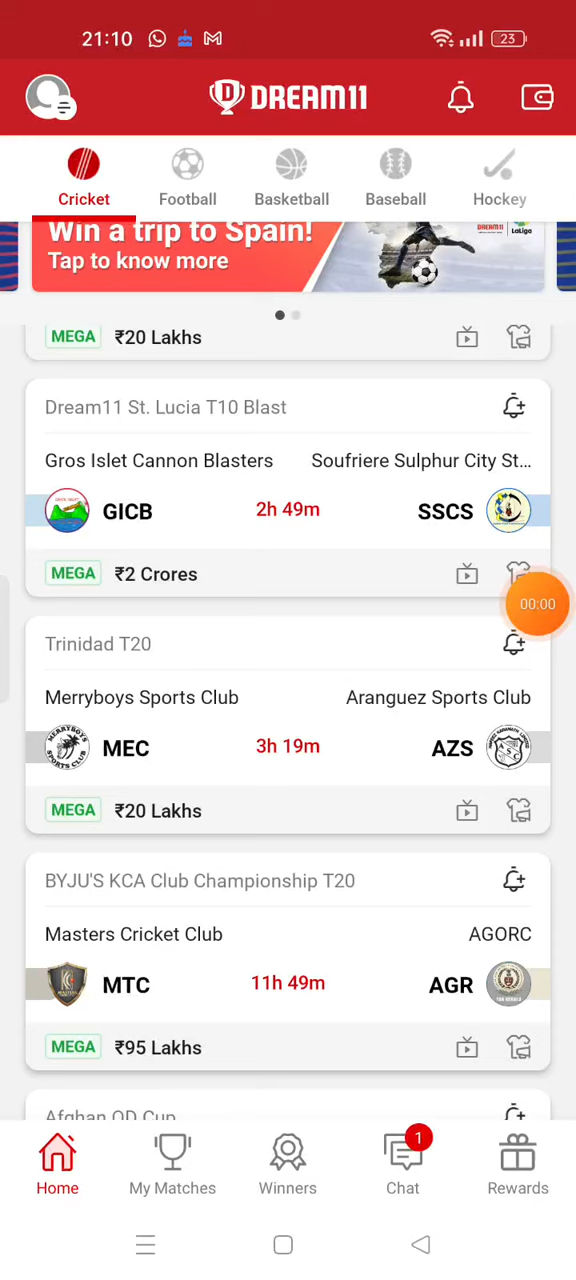 21:10
23
DREAM11
Cricket Football Basketball Baseball Hockey
Win a trip to Spain!
Tap to know more
DREAM11 LaLiga
MEGA ₹20 Lakhs
Dream11 St. Lucia T10 Blast
Gros Islet Cannon Blasters Soufriere Sulphur City St...
GICB 2h 49m SSCS
MEGA ₹2 Crores
00:00
Trinidad T20
Merryboys Sports Club Aranguez Sports Club
MEC 3h 19m AZS
MEGA ₹20 Lakhs
BYJU'S KCA Club Championship T20
Masters Cricket Club AGORC
MTC 11h 49m AGR
MEGA ₹95 Lakhs
Afghan OD Cup
1
Home My Matches Winners Chat Rewards